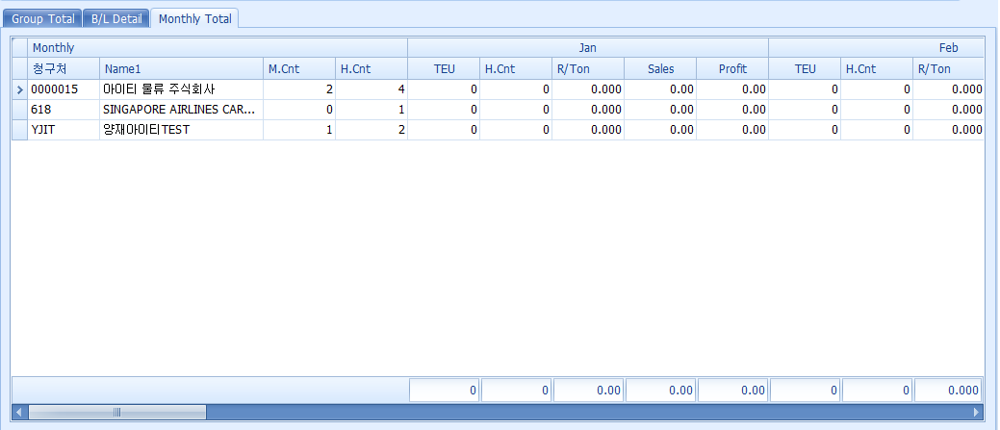 Group Total B/L Detail Monthly Total
Monthly Jan Feb
청구처 Name1 M.Cnt H.Cnt TEU H.Cnt R/Ton Sales Profit TEU H.Cnt R/Ton
0000015 아이티 물류 주식회사 2 4 0 0 0.000 0.00 0.00 0 0 0.000
618 SINGAPORE AIRLINES CAR... 0 1 0 0 0.000 0.00 0.00 0 0 0.000
YJIT 양재아이티TEST 1 2 0 0 0.000 0.00 0.00 0 0 0.000
0 0 0.00 0.00 0.00 0 0 0.000